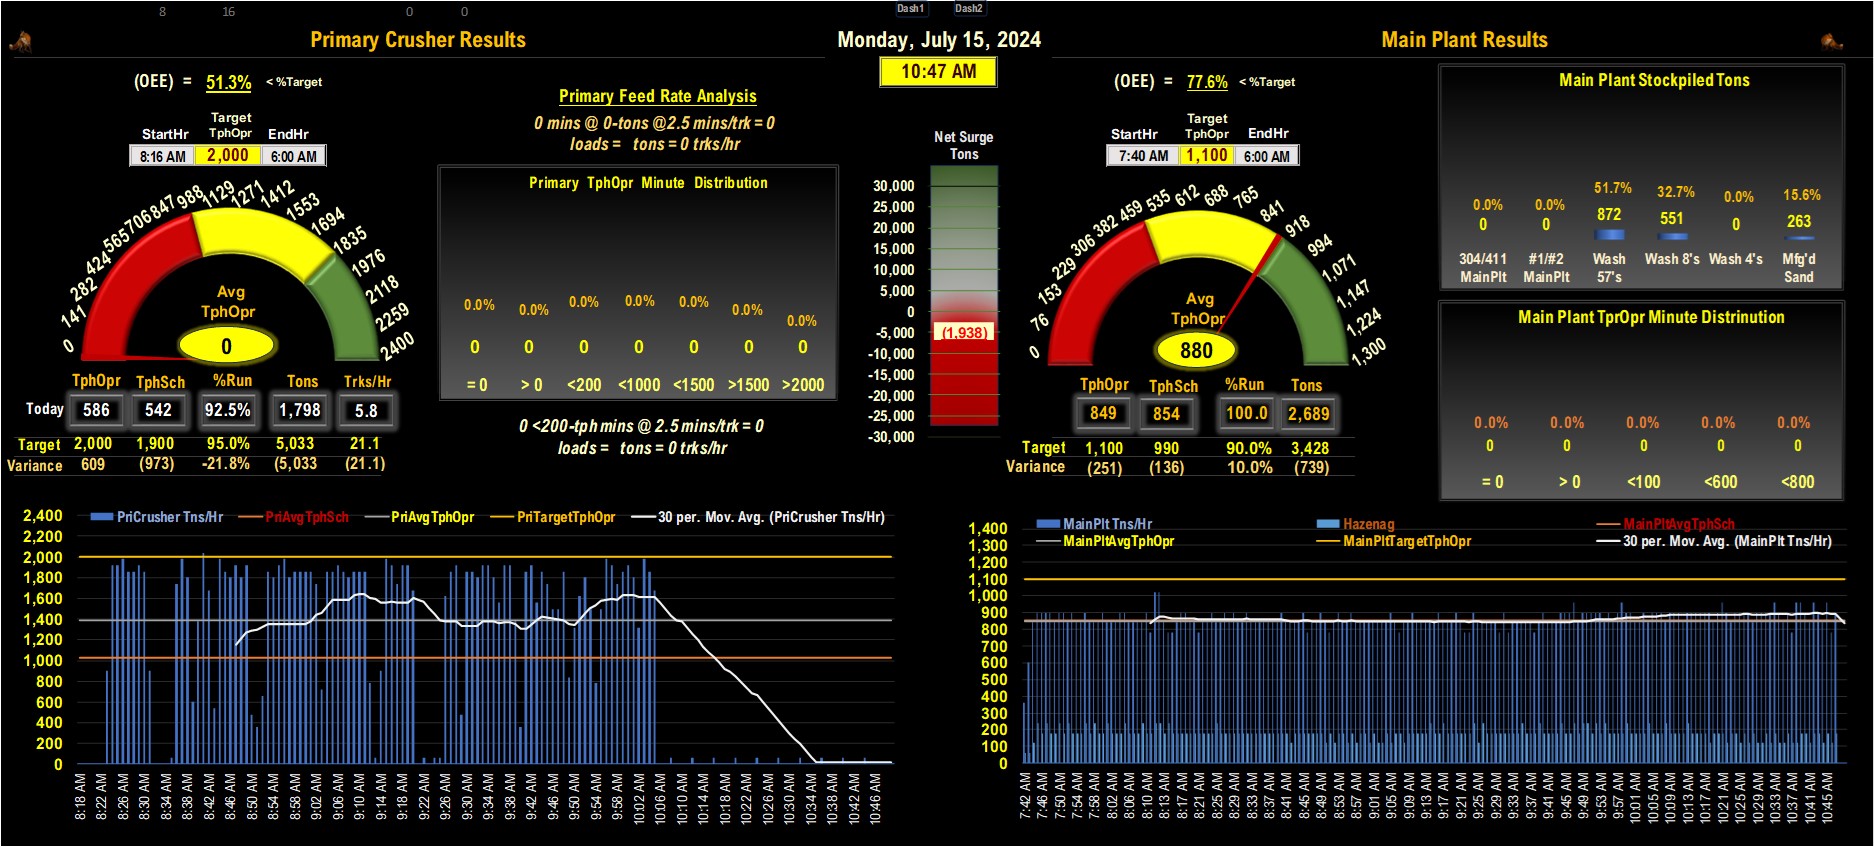 8 16 0 0 Dash1 Dash2
Primary Crusher Results
Monday, July 15, 2024
Main Plant Results
10:47 AM
(OEE) = 51.3% < %Target
Target
StartHr TphOpr EndHr
8:16 AM 2,000 6:00 AM
0 141 282 424 565 706 847 988 1129 1271 1412 1553 1694 1835 1976 2118 2259 2400
Avg
TphOpr
0
TphOpr TphSch %Run Tons Trks/Hr
Today 586 542 92.5% 1,798 5.8
Target 2,000 1,900 95.0% 5,033 21.1
Variance 609 (973) -21.8% (5,033 (21.1)
Primary Feed Rate Analysis
0 mins @ 0-tons @2.5 mins/trk = 0
loads = tons = 0 trks/hr
Primary TphOpr Minute Distribution
0.0% 0.0% 0.0% 0.0% 0.0% 0.0% 0.0%
0 0 0 0 0 0 0
= 0 > 0 <200 <1000 <1500 >1500 >2000
0 <200-tph mins @ 2.5 mins/trk = 0
loads = tons = 0 trks/hr
Net Surge
Tons
30,000
25,000
20,000
15,000
10,000
5,000
0
-5,000
(1,938)
-10,000
-15,000
-20,000
-25,000
-30,000
(OEE) = 77.6% < %Target
Target
StartHr TphOpr EndHr
7:40 AM 1,100 6:00 AM
0 76 153 229 306 382 459 535 612 688 765 841 918 994 1,071 1,147 1,224 1,300
Avg
TphOpr
880
TphOpr TphSch %Run Tons
849 854 100.0 2,689
Target 1,100 990 90.0% 3,428
Variance (251) (136) 10.0% (739)
Main Plant Stockpiled Tons
0.0% 0.0% 51.7% 32.7% 0.0% 15.6%
0 0 872 551 0 263
304/411 #1/#2 Wash Wash 8's Wash 4's Mfg'd
MainPlt MainPlt 57's Sand
Main Plant TprOpr Minute Distrinution
0.0% 0.0% 0.0% 0.0% 0.0%
0 0 0 0 0
= 0 > 0 <100 <600 <800
PriCrusher Tns/Hr PriAvgTphSch PriAvgTphOpr PriTargetTphOpr 30 per. Mov. Avg. (PriCrusher Tns/Hr)
2,400
2,200
2,000
1,800
1,600
1,400
1,200
1,000
800
600
400
200
0
8:18 AM 8:22 AM 8:26 AM 8:30 AM 8:34 AM 8:38 AM 8:42 AM 8:46 AM 8:50 AM 8:54 AM 8:58 AM 9:02 AM 9:06 AM 9:10 AM 9:14 AM 9:18 AM 9:22 AM 9:26 AM 9:30 AM 9:34 AM 9:38 AM 9:42 AM 9:46 AM 9:50 AM 9:54 AM 9:58 AM 10:02 AM 10:06 AM 10:10 AM 10:14 AM 10:18 AM 10:22 AM 10:26 AM 10:30 AM 10:34 AM 10:38 AM 10:42 AM 10:46 AM
MainPlt Tns/Hr Hazenag MainPltAvgTphSch
MainPltAvgTphOpr MainPltTargetTphOpr 30 per. Mov. Avg. (MainPlt Tns/Hr)
1,400
1,300
1,200
1,100
1,000
900
800
700
600
500
400
300
200
100
0
7:42 AM 7:46 AM 7:50 AM 7:54 AM 7:58 AM 8:02 AM 8:06 AM 8:10 AM 8:13 AM 8:17 AM 8:21 AM 8:25 AM 8:29 AM 8:33 AM 8:37 AM 8:41 AM 8:45 AM 8:49 AM 8:53 AM 8:57 AM 9:01 AM 9:05 AM 9:09 AM 9:13 AM 9:17 AM 9:21 AM 9:25 AM 9:29 AM 9:33 AM 9:37 AM 9:41 AM 9:45 AM 9:49 AM 9:53 AM 9:57 AM 10:01 AM 10:05 AM 10:09 AM 10:13 AM 10:17 AM 10:21 AM 10:25 AM 10:29 AM 10:33 AM 10:37 AM 10:41 AM 10:45 AM